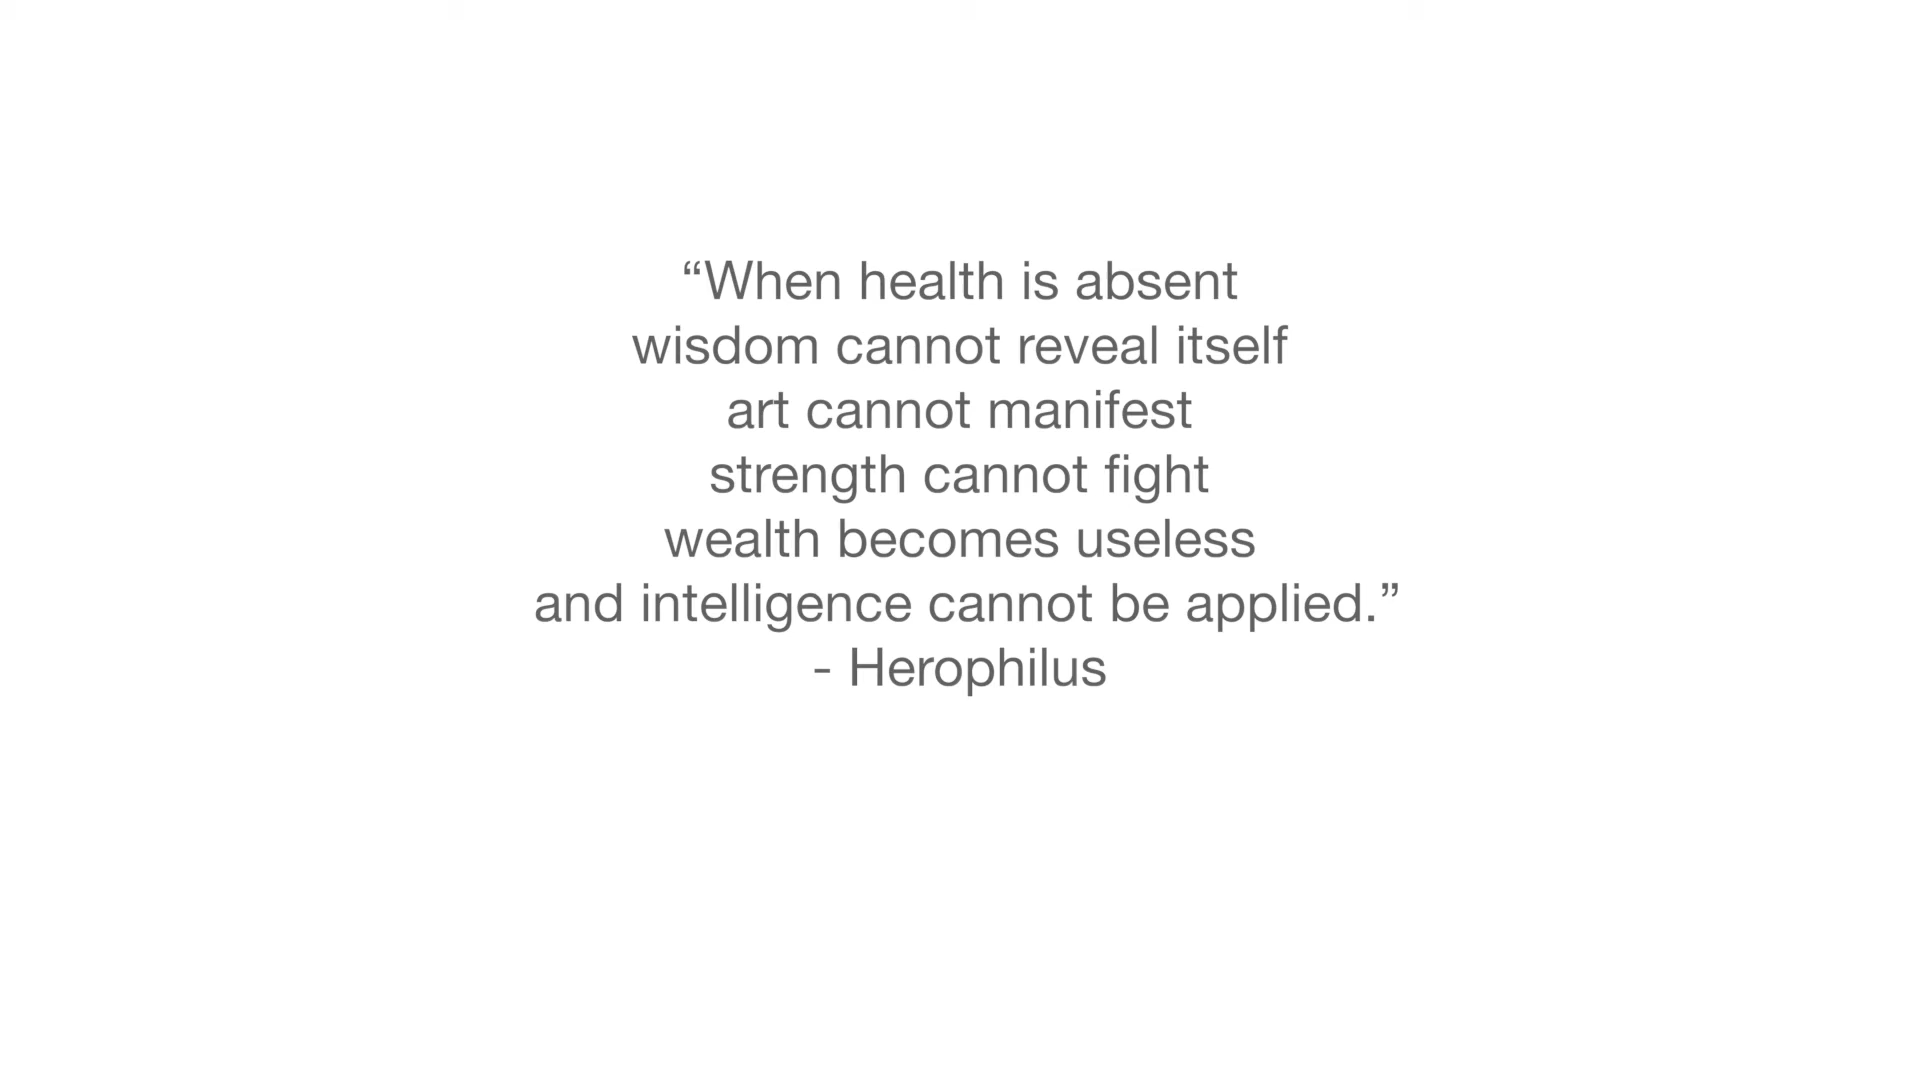 “When health is absent
wisdom cannot reveal itself
art cannot manifest
strength cannot fight
wealth becomes useless
and intelligence cannot be applied.”
- Herophilus